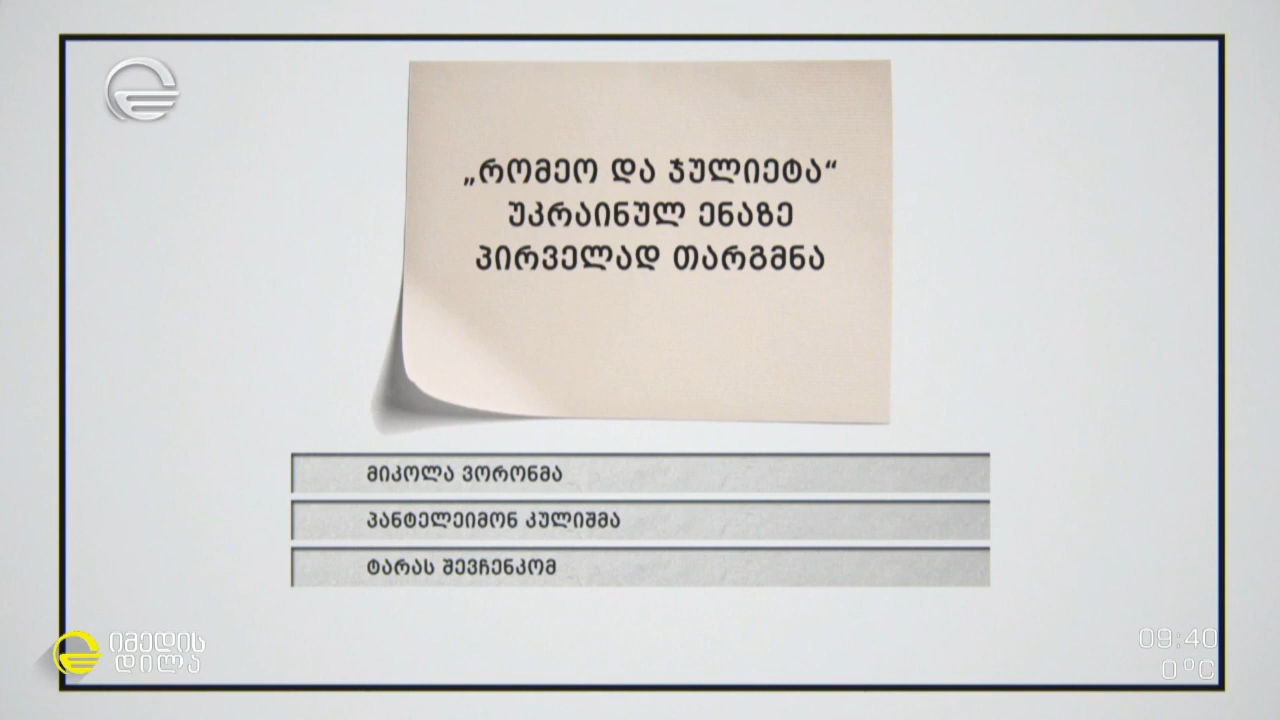 „რომეო და ჯულიეტა“
უკრაინულ ენაზე
პირველად თარგმნა
მიკოლა ვორონმა
პანტელეიმონ კულიშმა
ტარას შევჩენკომ
იმედის
დილა
09:40
0°C